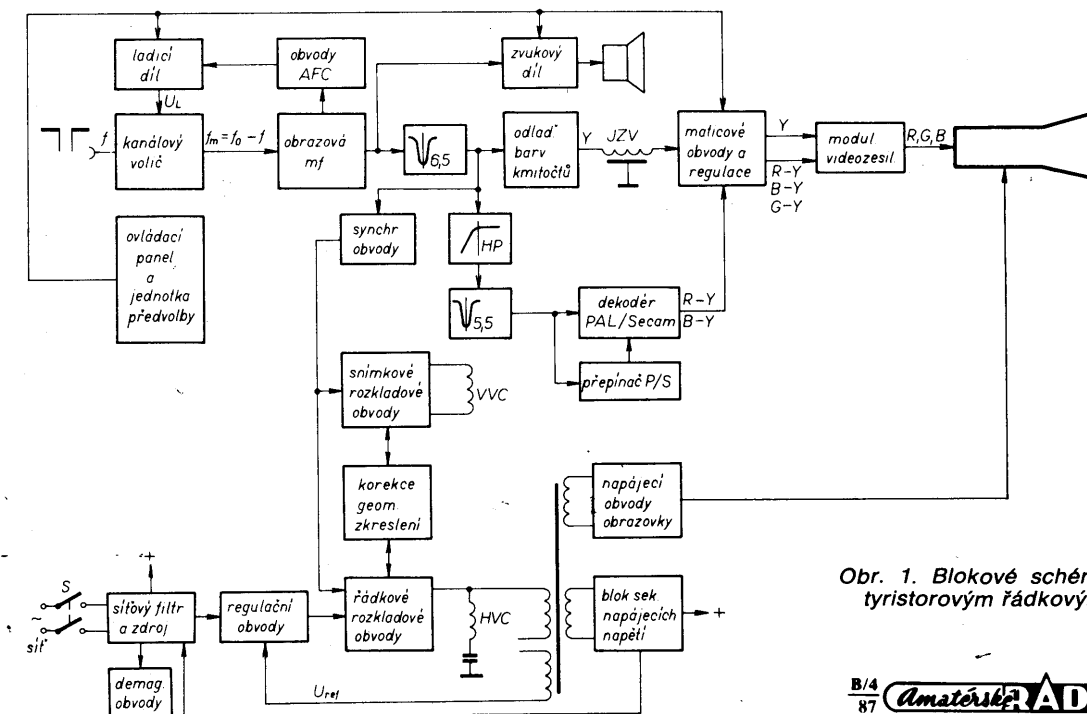 ladicí
díl
obvody
AFC
zvukový
díl
U_L
f
kanálový
volič
f_m = f_o – f
obrazová
mf
6,5
odlaď.
barv
kmitočtů
Y
JZV
maticové
obvody a
regulace
Y
R-Y
B-Y
G-Y
modul
videozesil.
R,G,B
ovládací
panel
a
jednotka
předvolby
synchr
obvody
HP
5,5
dekodér
PAL/Secam
R-Y
B-Y
přepínač P/S
snímkové
rozkladové
obvody
VVC
korekce
geom.
zkreslení
napájecí
obvody
obrazovky
+
S
~
síť
síťový filtr
a zdroj
regulační
obvody
řádkové
rozkladové
obvody
HVC
blok sek.
napájecích
napětí
+
demag.
obvody
U_ref
Obr. 1. Blokové schém
tyristorovým řádkový
B/4
87
Amatérské RAD